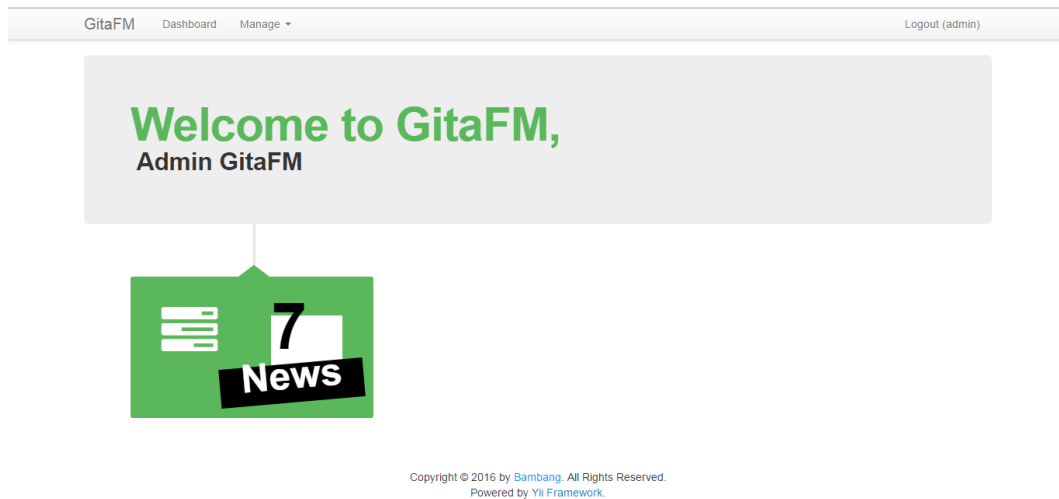 GitaFM Dashboard Manage Logout (admin)
Welcome to GitaFM,
Admin GitaFM
7
News
Copyright © 2016 by Bambang. All Rights Reserved.
Powered by Yii Framework.